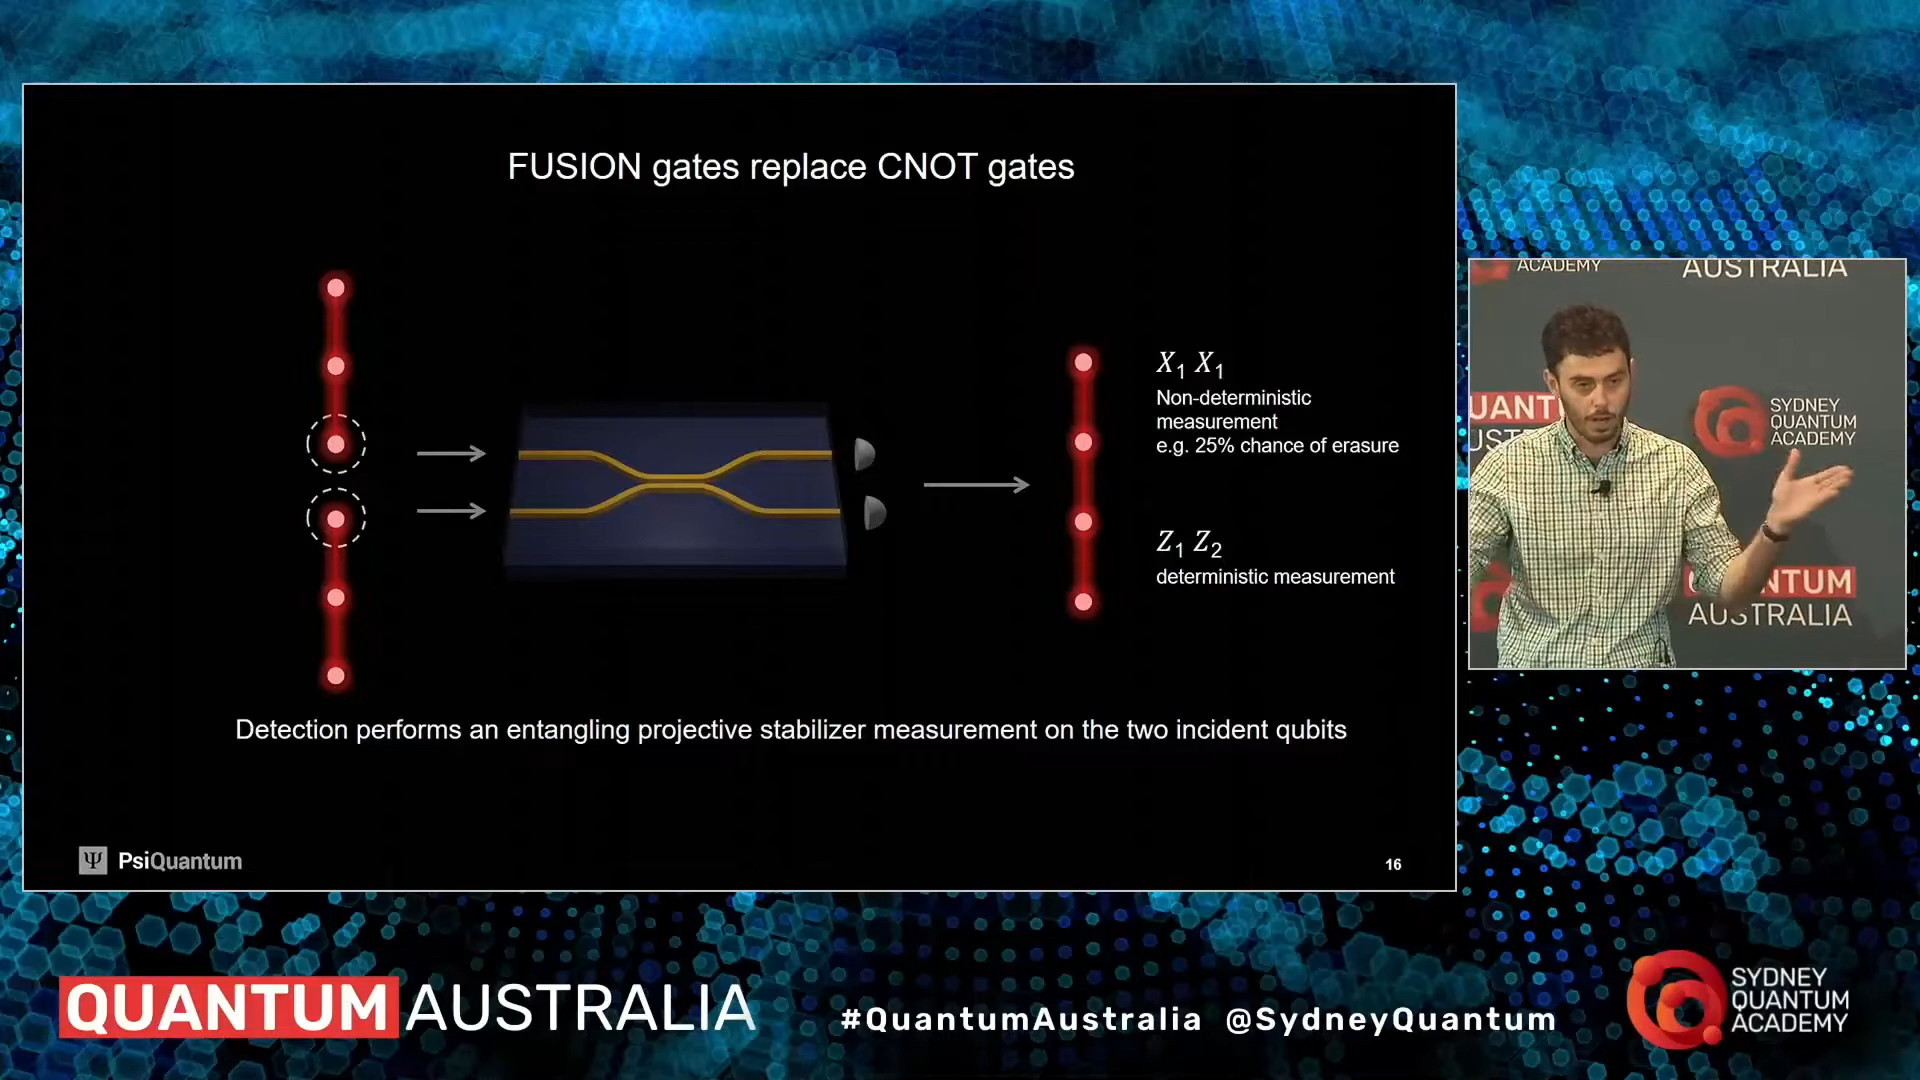 FUSION gates replace CNOT gates
X₁ X₁
Non-deterministic
measurement
e.g. 25% chance of erasure
Z₁ Z₂
deterministic measurement
Detection performs an entangling projective stabilizer measurement on the two incident qubits
Ψ PsiQuantum
16
ACADEMY
AUSTRALIA
SYDNEY
QUANTUM
ACADEMY
QUANTUM
AUSTRALIA
QUANTUM AUSTRALIA
#QuantumAustralia @SydneyQuantum
SYDNEY
QUANTUM
ACADEMY